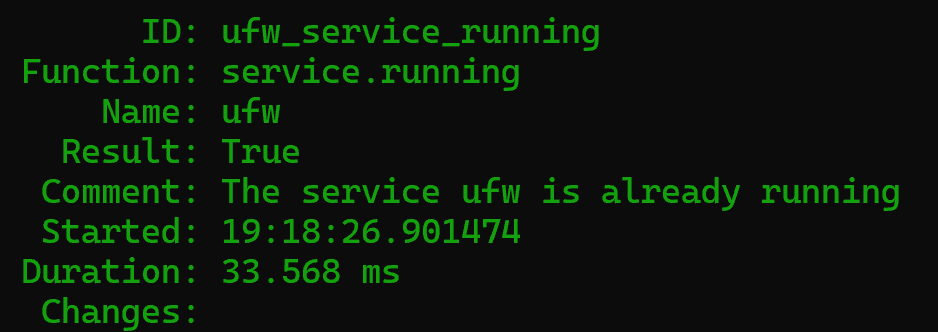 ID: ufw_service_running
Function: service.running
Name: ufw
Result: True
Comment: The service ufw is already running
Started: 19:18:26.901474
Duration: 33.568 ms
Changes: